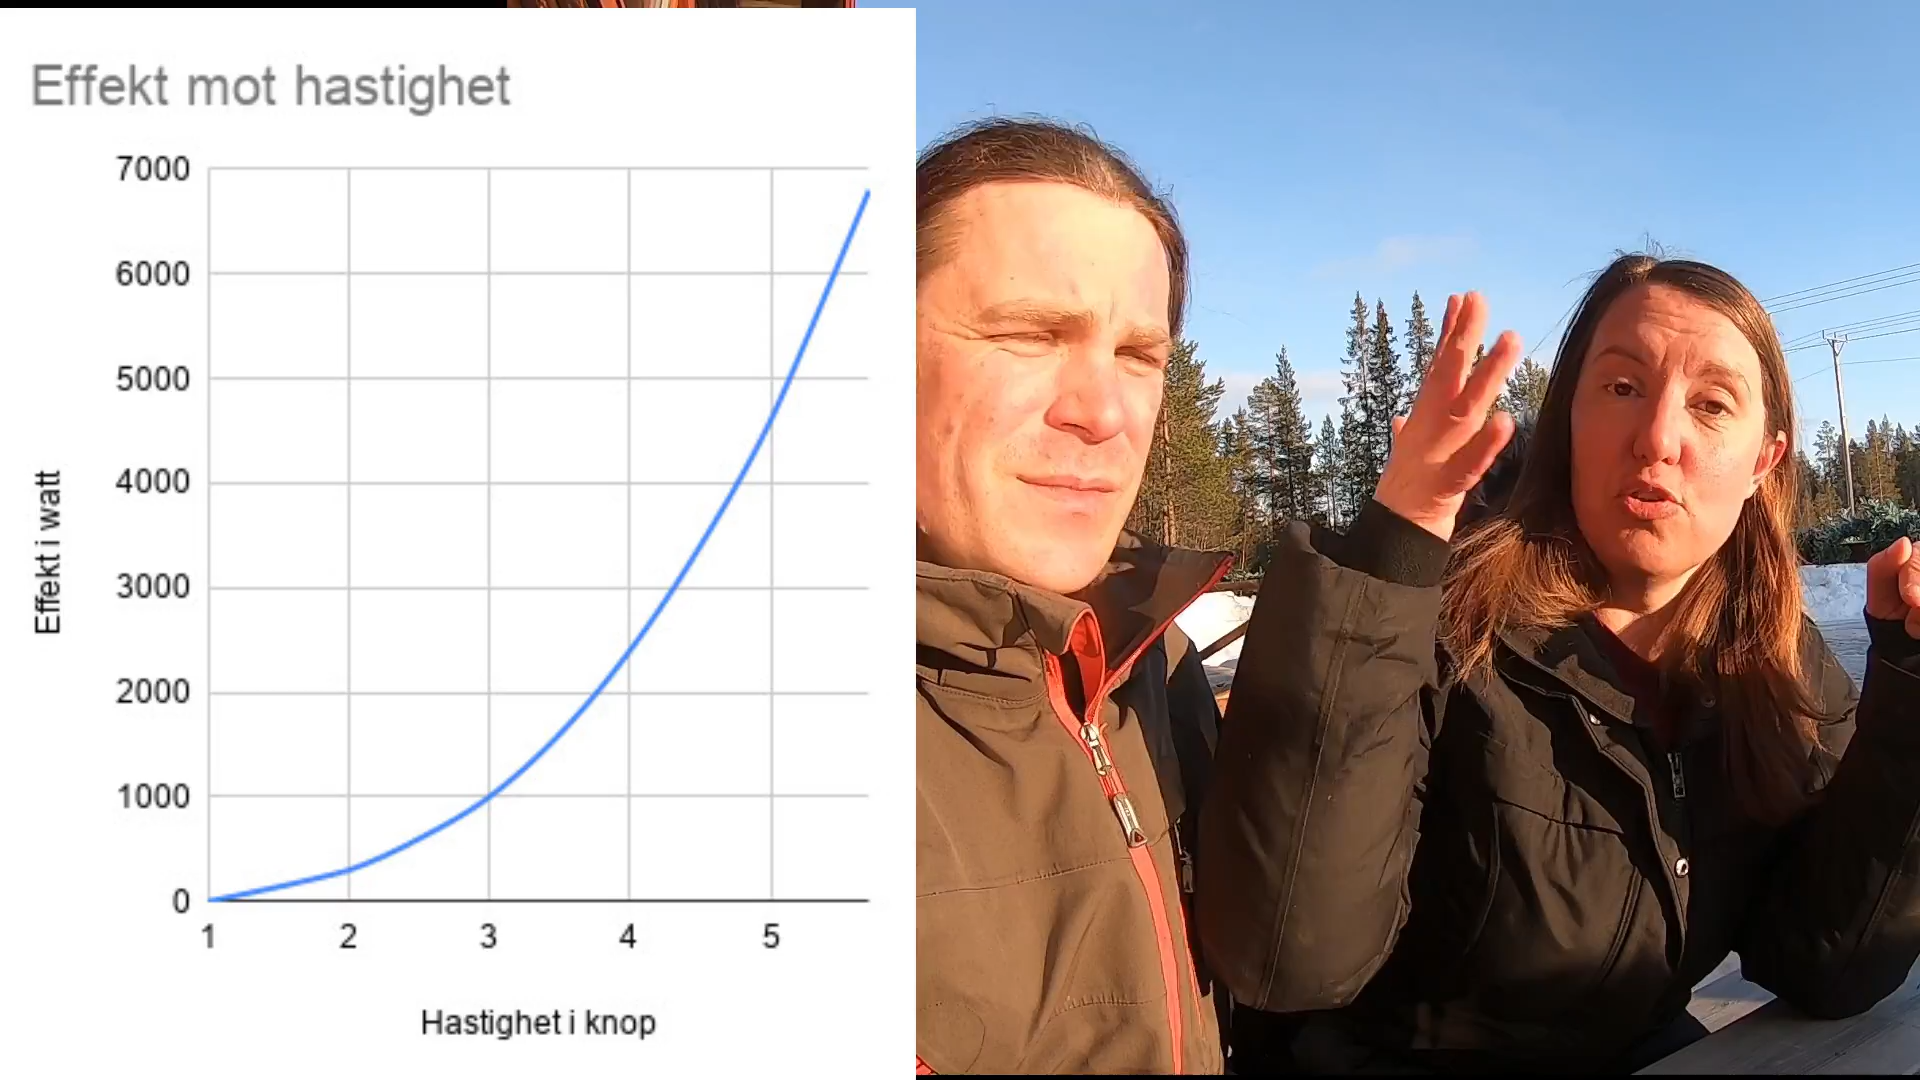 Effekt mot hastighet
7000
6000
5000
4000
3000
2000
1000
0
Effekt i watt
1 2 3 4 5
Hastighet i knop